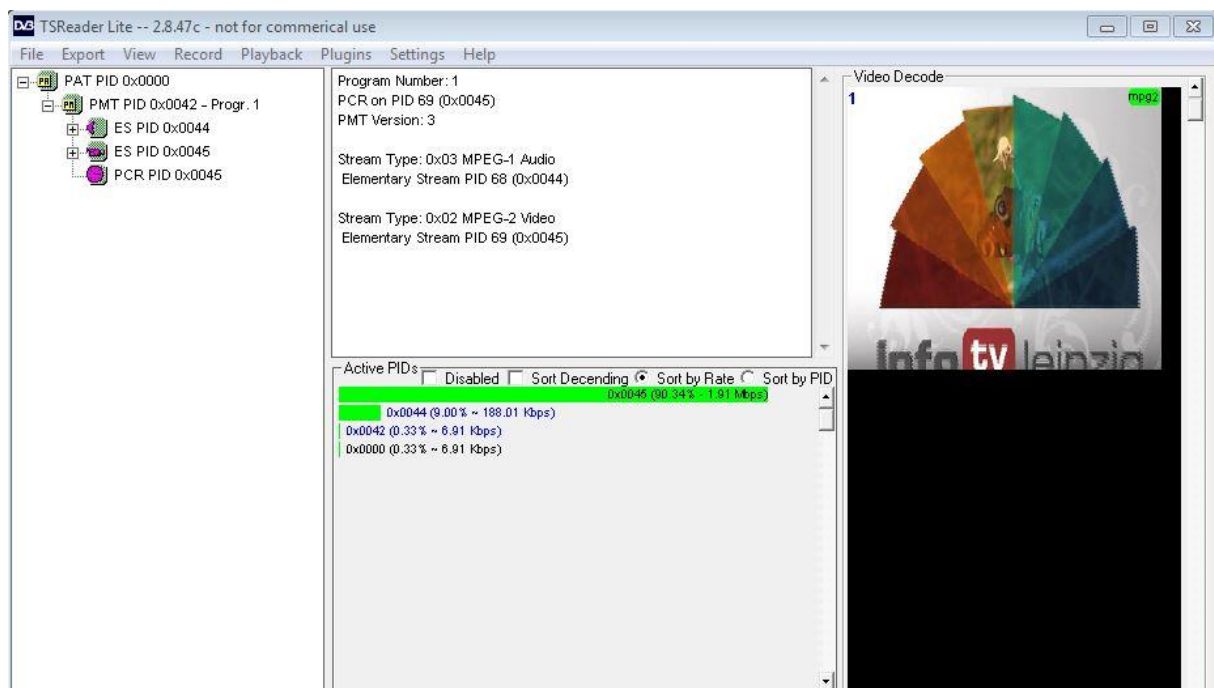 DVB TSReader Lite -- 2.8.47c - not for commerical use
File Export View Record Playback Plugins Settings Help
PAT PID 0x0000
PMT PID 0x0042 - Progr. 1
ES PID 0x0044
ES PID 0x0045
PCR PID 0x0045
Program Number: 1
PCR on PID 69 (0x0045)
PMT Version: 3
Stream Type: 0x03 MPEG-1 Audio
Elementary Stream PID 68 (0x0044)
Stream Type: 0x02 MPEG-2 Video
Elementary Stream PID 69 (0x0045)
Active PIDs
Disabled Sort Decending Sort by Rate Sort by PID
0x0045 (90.34% ~ 1.91 Mbps)
0x0044 (9.00% ~ 188.01 Kbps)
0x0042 (0.33% ~ 6.91 Kbps)
0x0000 (0.33% ~ 6.91 Kbps)
Video Decode
1
mpg2
Info tv leipzig